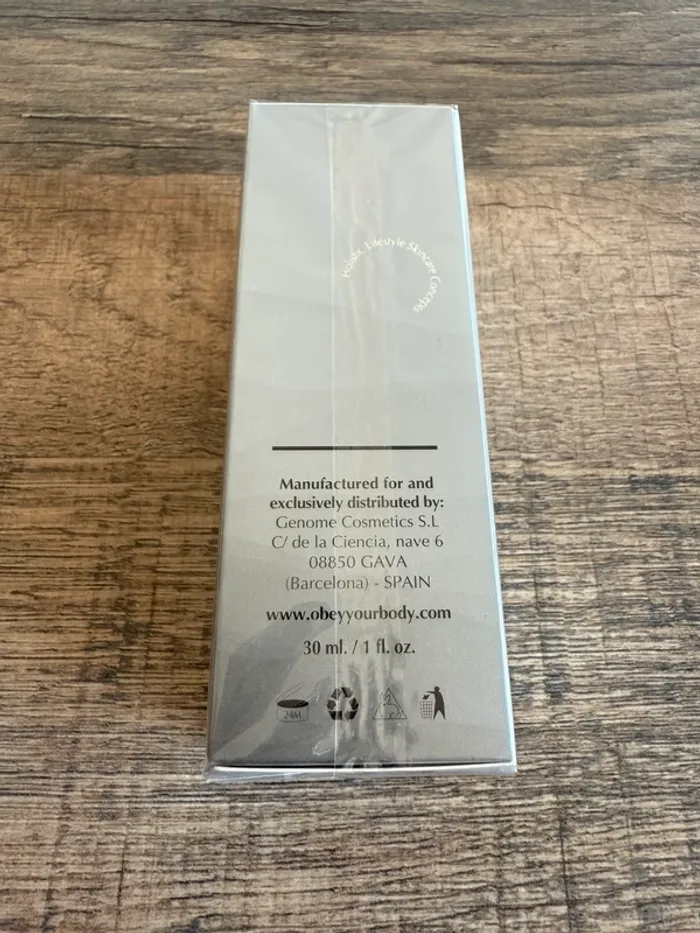 Holistic Lifestyle Skincare Concepts
Manufactured for and
exclusively distributed by:
Genome Cosmetics S.L
C/ de la Ciencia, nave 6
08850 GAVA
(Barcelona) - SPAIN
www.obeyyourbody.com
30 ml. / 1 fl. oz.
24M